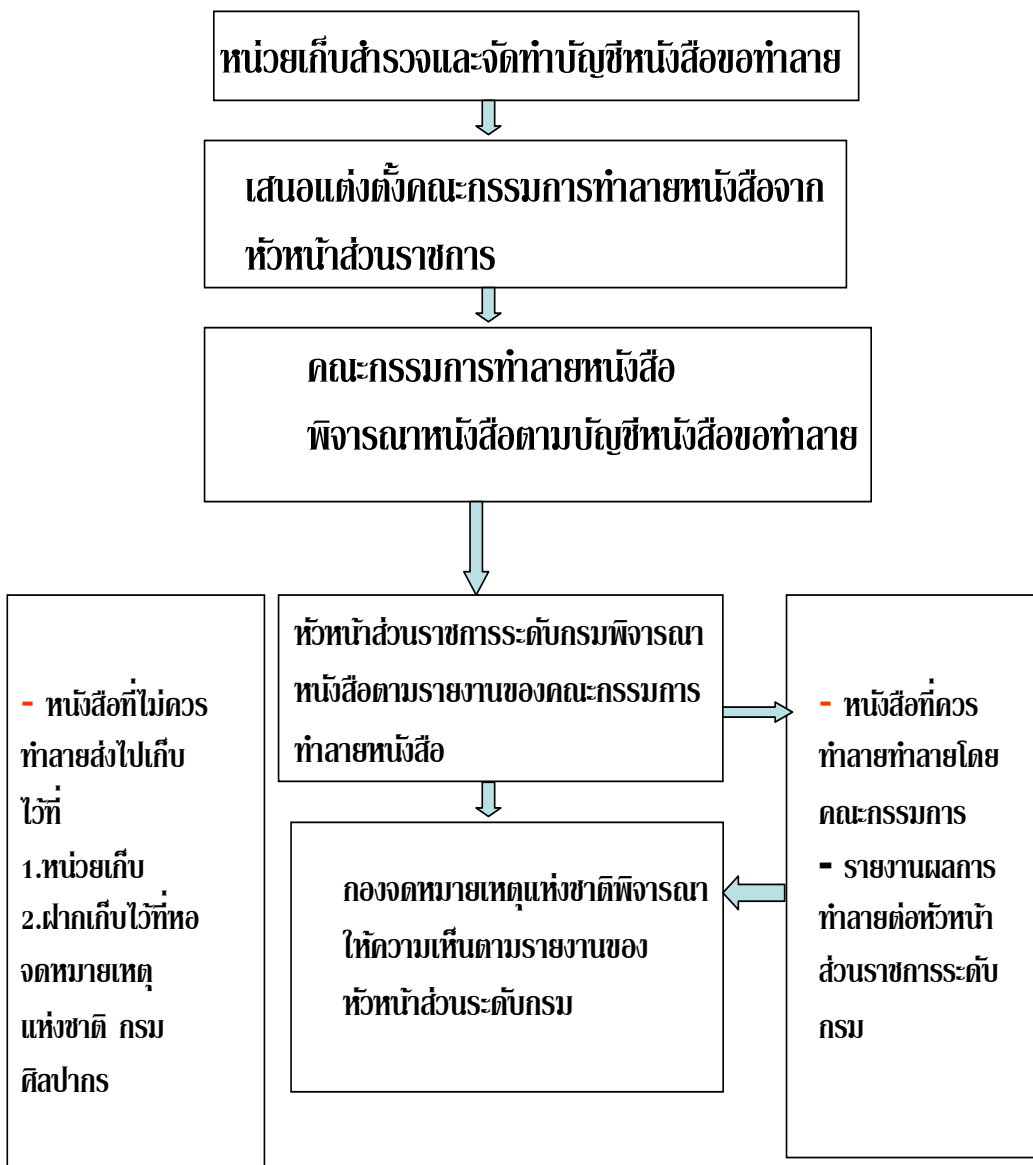 หน่วยเก็บสำรวจและจัดทำบัญชีหนังสือขอทำลาย
เสนอแต่งตั้งคณะกรรมการทำลายหนังสือจาก
หัวหน้าส่วนราชการ
คณะกรรมการทำลายหนังสือ
พิจารณาหนังสือตามบัญชีหนังสือขอทำลาย
- หนังสือที่ไม่ควร
ทำลายส่งไปเก็บ
ไว้ที่
1.หน่วยเก็บ
2.ฝากเก็บไว้ที่หอ
จดหมายเหตุ
แห่งชาติ กรม
ศิลปากร
หัวหน้าส่วนราชการระดับกรมพิจารณา
หนังสือตามรายงานของคณะกรรมการ
ทำลายหนังสือ
กองจดหมายเหตุแห่งชาติพิจารณา
ให้ความเห็นตามรายงานของ
หัวหน้าส่วนระดับกรม
- หนังสือที่ควร
ทำลายทำลายโดย
คณะกรรมการ
- รายงานผลการ
ทำลายต่อหัวหน้า
ส่วนราชการระดับ
กรม